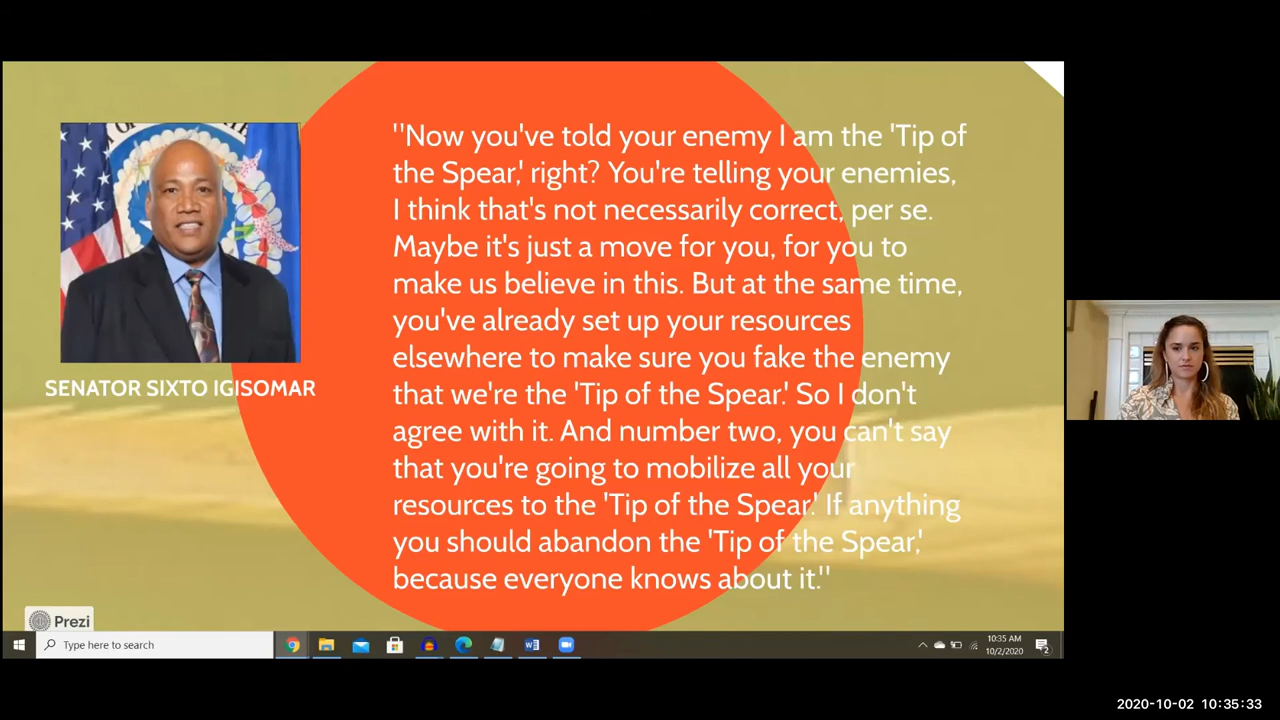 "Now you've told your enemy I am the 'Tip of
the Spear,' right? You're telling your enemies,
I think that's not necessarily correct, per se.
Maybe it's just a move for you, for you to
make us believe in this. But at the same time,
you've already set up your resources
elsewhere to make sure you fake the enemy
that we're the 'Tip of the Spear.' So I don't
agree with it. And number two, you can't say
that you're going to mobilize all your
resources to the 'Tip of the Spear.' If anything
you should abandon the 'Tip of the Spear,'
because everyone knows about it."
SENATOR SIXTO IGISOMAR
Prezi
Type here to search
10:35 AM
10/2/2020
2
2020-10-02 10:35:33